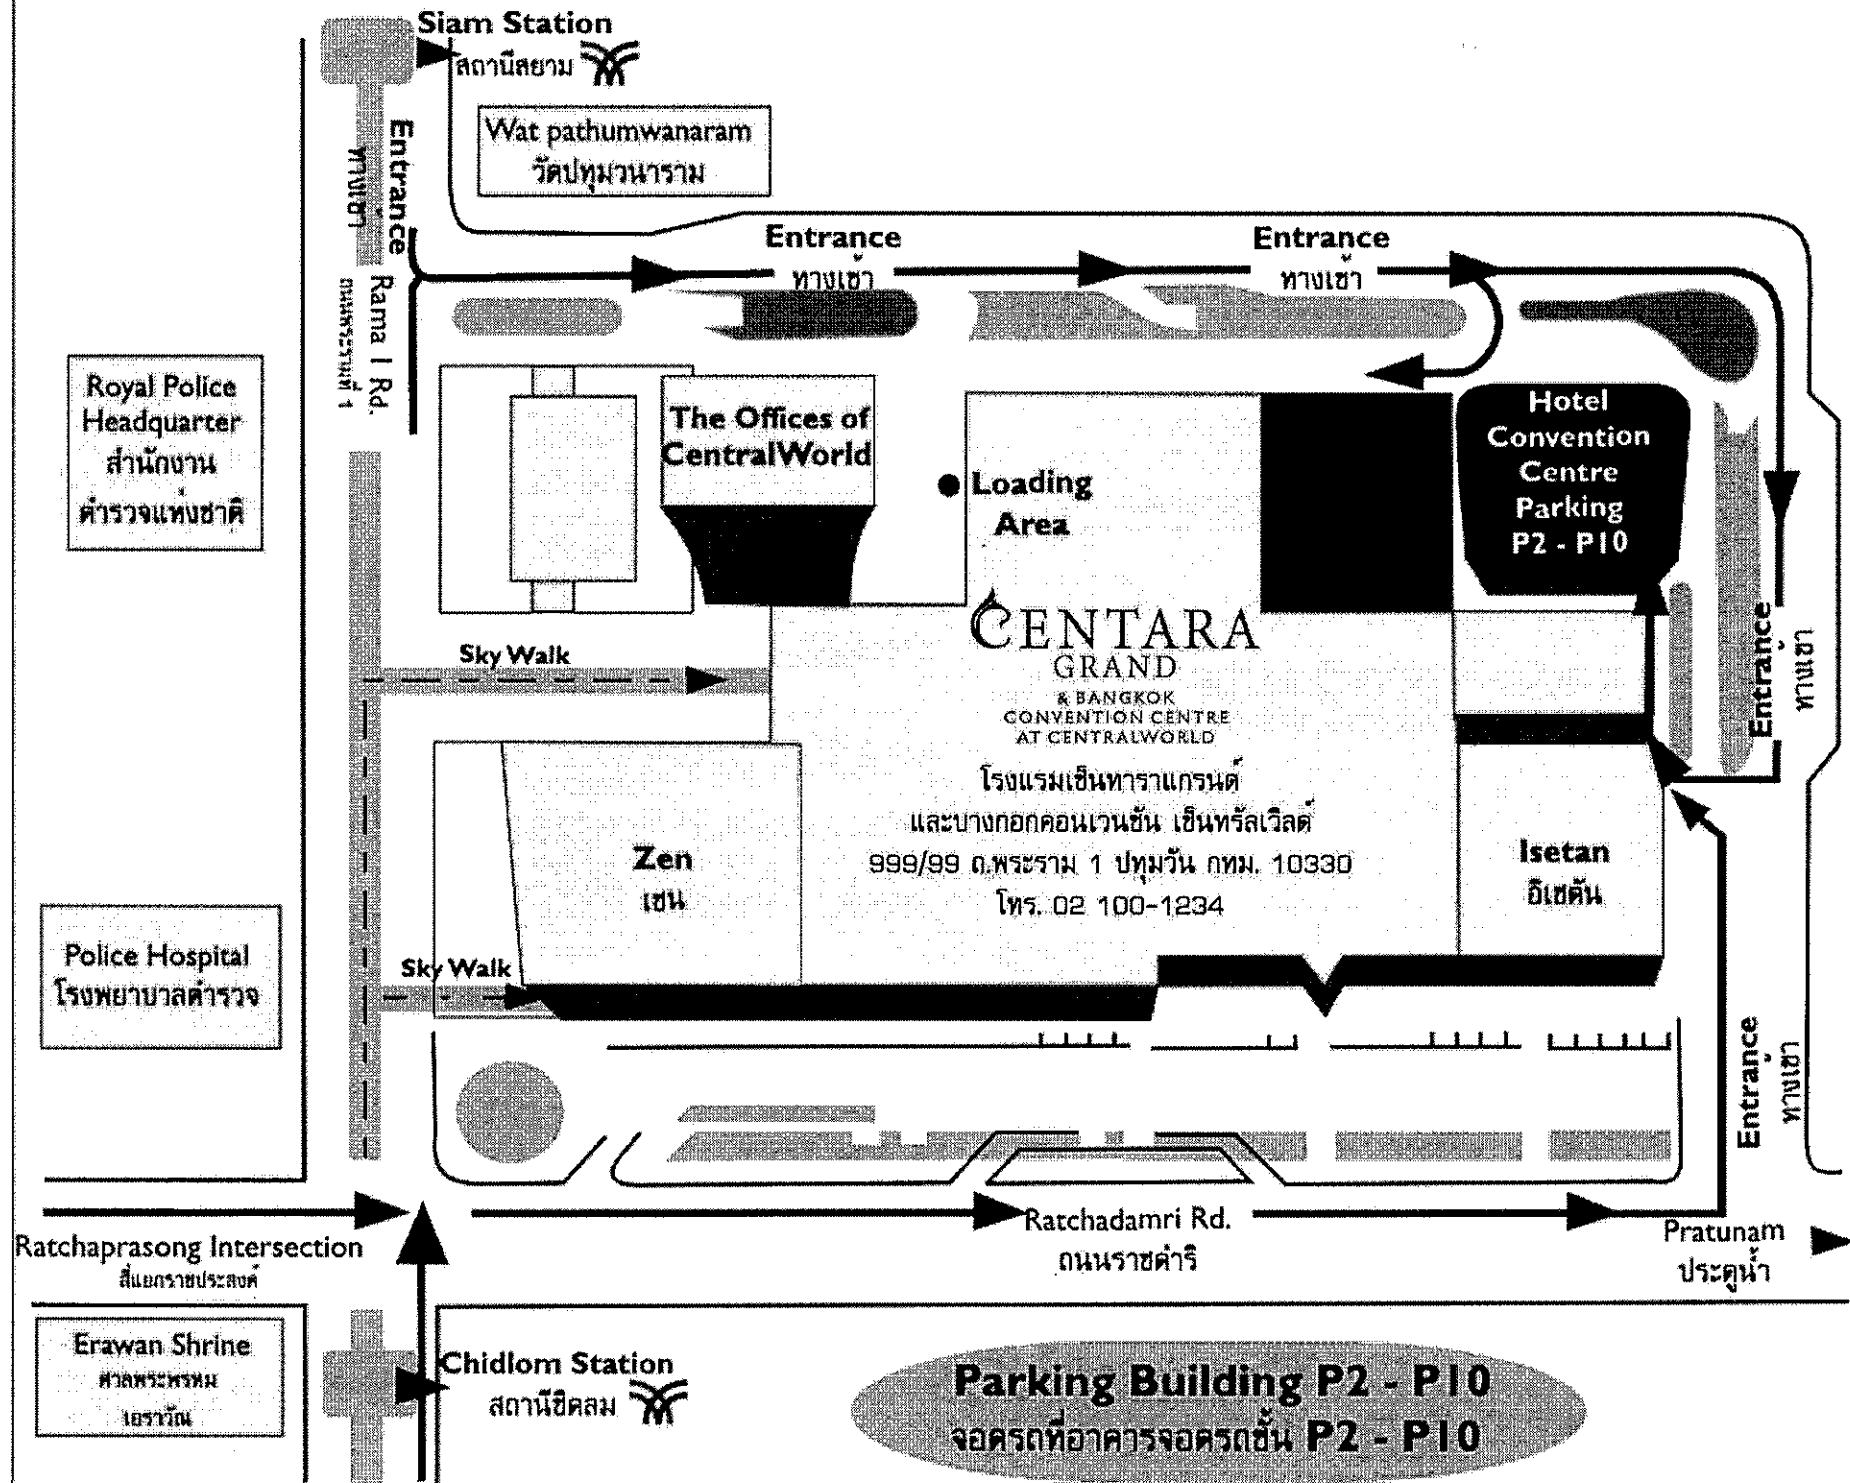 Siam Station
สถานีสยาม
Wat pathumwanaram
วัดปทุมวนาราม
Entrance
ทางเข้า
Entrance
ทางเข้า
Entrance
ทางเข้า
Rama I Rd.
ถนนพระรามที่ 1
Royal Police
Headquarter
สำนักงาน
ตำรวจแห่งชาติ
The Offices of
CentralWorld
Loading
Area
Hotel
Convention
Centre
Parking
P2 - P10
CENTARA
GRAND
& BANGKOK
CONVENTION CENTRE
AT CENTRALWORLD
Sky Walk
Entrance
ทางเข้า
โรงแรมเซ็นทาราแกรนด์
และบางกอกคอนเวนชัน เซ็นทรัลเวิลด์
999/99 ถ.พระราม 1 ปทุมวัน กทม. 10330
โทร. 02 100-1234
Zen
เซน
Isetan
อิเซตัน
Police Hospital
โรงพยาบาลตำรวจ
Sky Walk
Entrance
ทางเข้า
Ratchaprasong Intersection
สี่แยกราชประสงค์
Ratchadamri Rd.
ถนนราชดำริ
Pratunam
ประตูน้ำ
Erawan Shrine
ศาลพระพรหม
เอราวัณ
Chidlom Station
สถานีชิดลม
Parking Building P2 - P10
จอดรถที่อาคารจอดรถชั้น P2 - P10